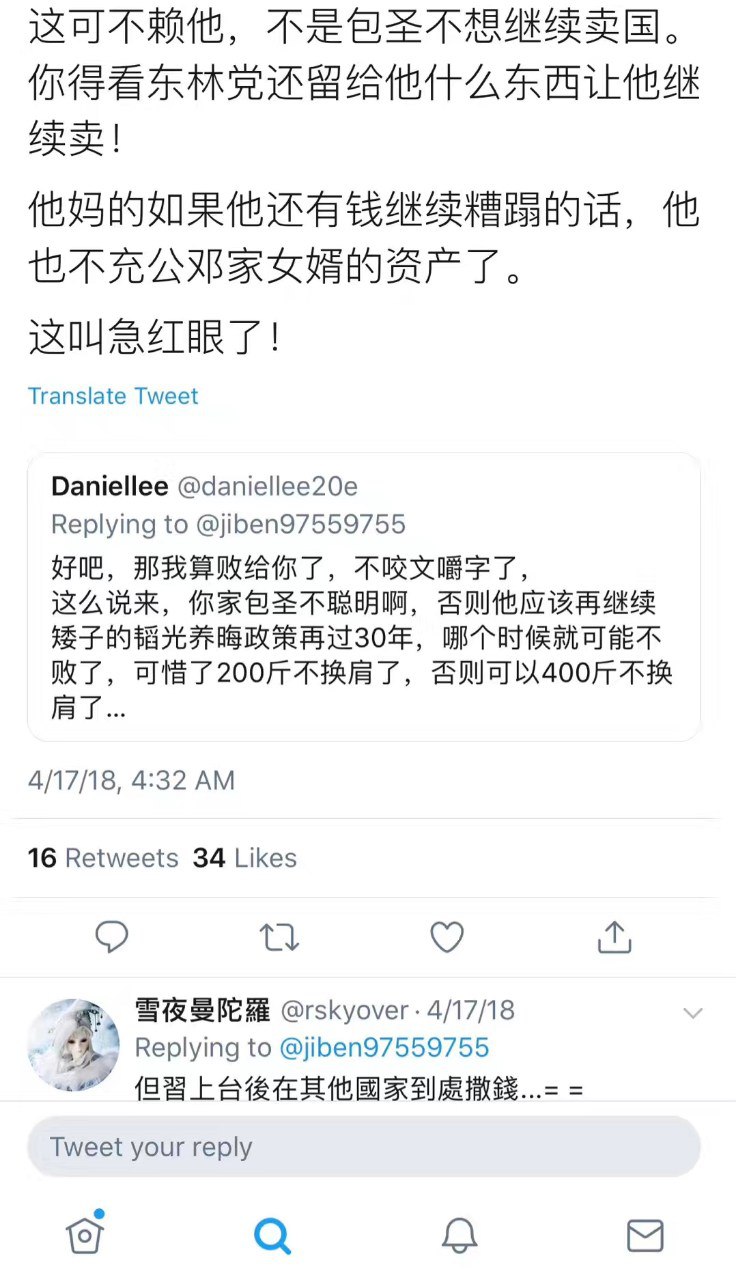 这可不赖他，不是包圣不想继续卖国。
你得看东林党还留给他什么东西让他继
续卖！
他妈的如果他还有钱继续糟蹋的话，他
也不充公邓家女婿的资产了。
这叫急红眼了！
Translate Tweet
Daniellee @daniellee20e
Replying to @jiben97559755
好吧，那我算败给你了，不咬文嚼字了，
这么说来，你家包圣不聪明啊，否则他应该再继续
矮子的韬光养晦政策再过30年，哪个时候就可能不
败了，可惜了200斤不换肩了，否则可以400斤不换
肩了...
4/17/18, 4:32 AM
16 Retweets 34 Likes
雪夜曼陀羅 @rskyover · 4/17/18
Replying to @jiben97559755
但習上台後在其他國家到處撒錢...= =
Tweet your reply